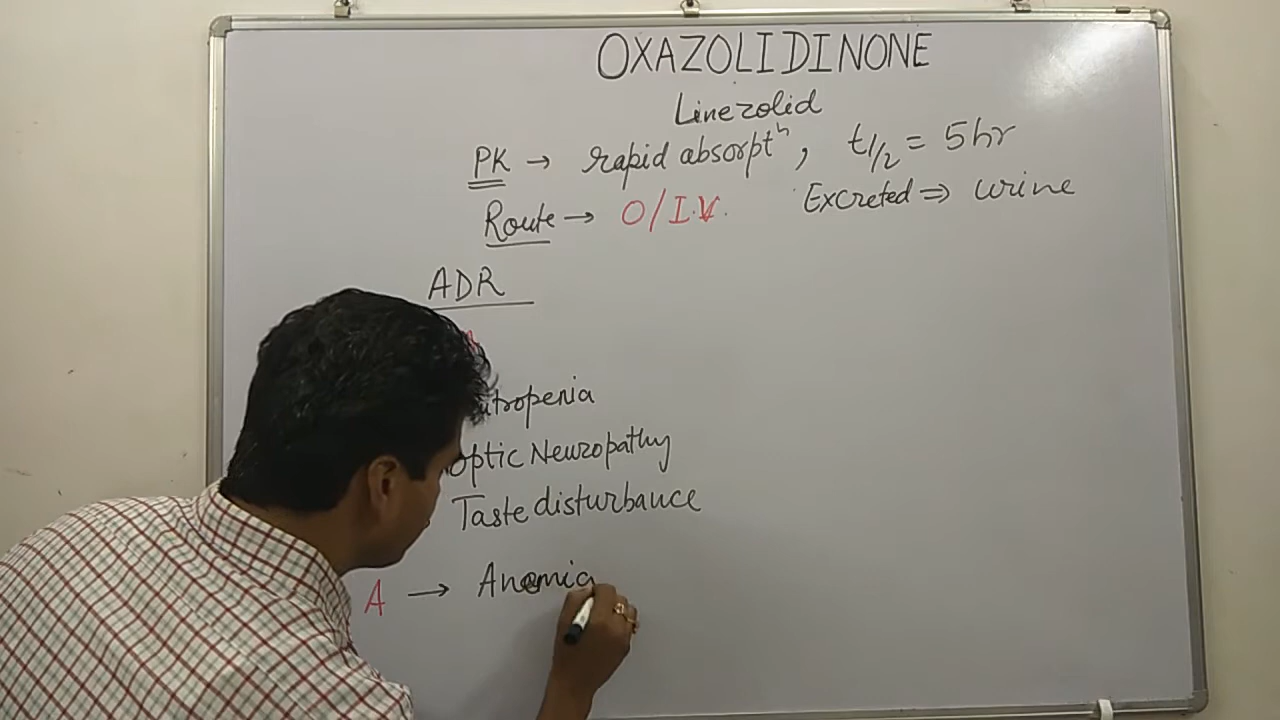 OXAZOLIDINONE
Linezolid
PK → rapid absorptⁿ, t1/2 = 5hr
Route → O/I.V. Excreted ⇒ urine
ADR
utropenia
optic Neuropathy
Taste disturbance
A → Anemia